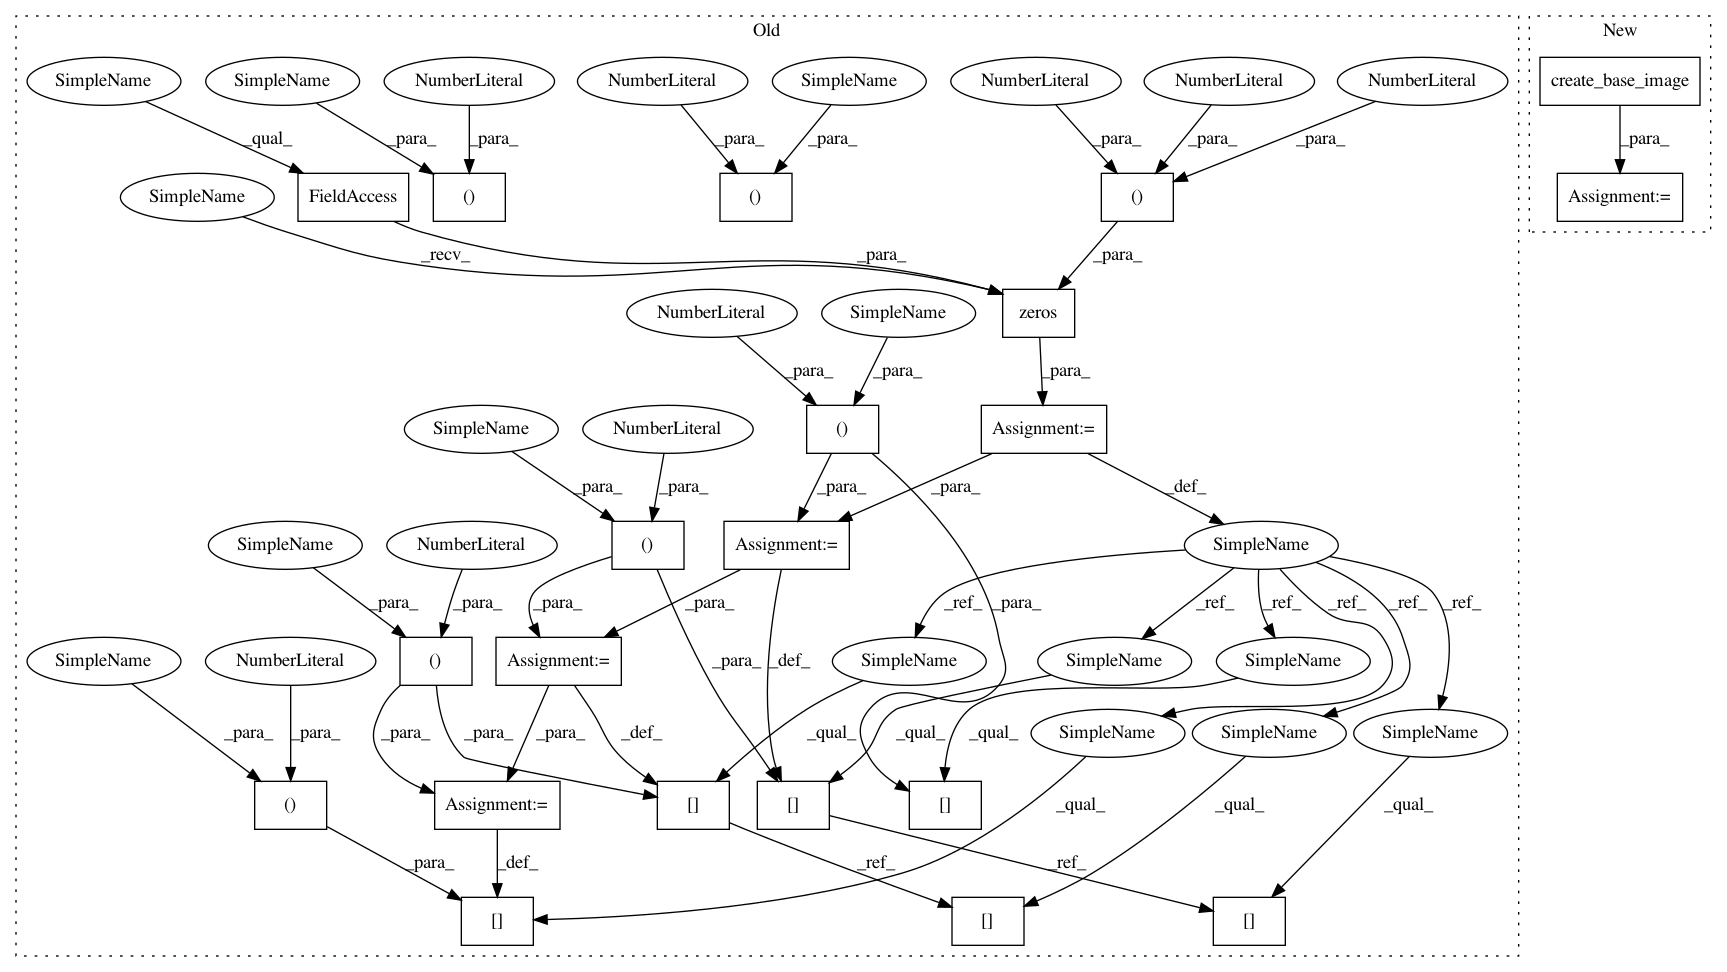 Old
New
SimpleName
SimpleName
NumberLiteral
NumberLiteral
SimpleName
NumberLiteral
NumberLiteral
NumberLiteral
create_base_image
_qual_
_para_
_para_
_para_
_para_
_para_
_para_
_para_
_para_
SimpleName
FieldAccess
()
()
()
Assignment:=
_recv_
_para_
_para_
NumberLiteral
SimpleName
zeros
_para_
_para_
_para_
SimpleName
NumberLiteral
()
Assignment:=
_para_
_para_
_para_
_para_
_def_
SimpleName
NumberLiteral
()
Assignment:=
SimpleName
_para_
_para_
_para_
_para_
_ref_
_para_
_ref_
_ref_
_ref_
_ref_
_ref_
SimpleName
NumberLiteral
()
Assignment:=
SimpleName
SimpleName
SimpleName
_para_
_def_
_para_
_para_
_para_
_para_
_para_
_def_
_qual_
_qual_
_qual_
SimpleName
SimpleName
SimpleName
()
Assignment:=
[]
[]
[]
_qual_
_qual_
_qual_
_para_
_def_
_ref_
_ref_
[]
[]
[]